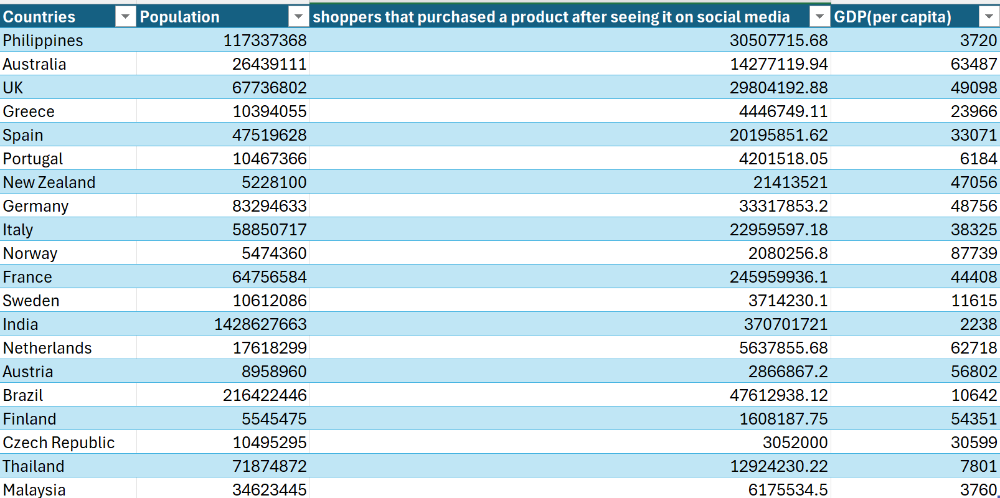 Countries Population shoppers that purchased a product after seeing it on social media GDP(per capita)
Philippines 117337368 30507715.68 3720
Australia 26439111 14277119.94 63487
UK 67736802 29804192.88 49098
Greece 10394055 4446749.11 23966
Spain 47519628 20195851.62 33071
Portugal 10467366 4201518.05 6184
New Zealand 5228100 21413521 47056
Germany 83294633 33317853.2 48756
Italy 58850717 22959597.18 38325
Norway 5474360 2080256.8 87739
France 64756584 245959936.1 44408
Sweden 10612086 3714230.1 11615
India 1428627663 370701721 2238
Netherlands 17618299 5637855.68 62718
Austria 8958960 2866867.2 56802
Brazil 216422446 47612938.12 10642
Finland 5545475 1608187.75 54351
Czech Republic 10495295 3052000 30599
Thailand 71874872 12924230.22 7801
Malaysia 34623445 6175534.5 3760